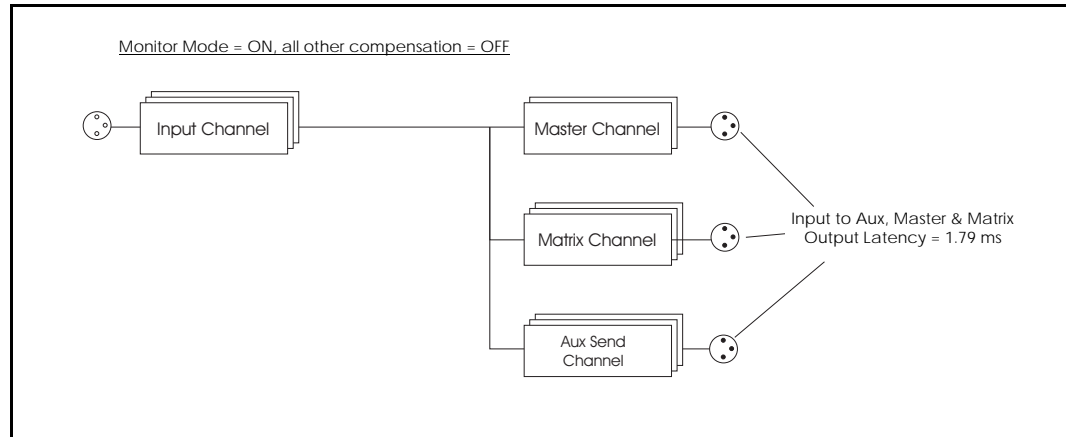 Monitor Mode = ON, all other compensation = OFF
Input Channel
Master Channel
Matrix Channel
Input to Aux, Master & Matrix
Output Latency = 1.79 ms
Aux Send
Channel